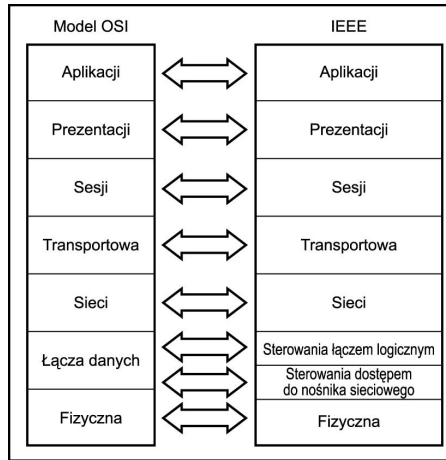 Model OSI
IEEE
Aplikacji
Aplikacji
Prezentacji
Prezentacji
Sesji
Sesji
Transportowa
Transportowa
Sieci
Sieci
Łącza danych
Sterowania łączem logicznym
Sterowania dostępem
do nośnika sieciowego
Fizyczna
Fizyczna